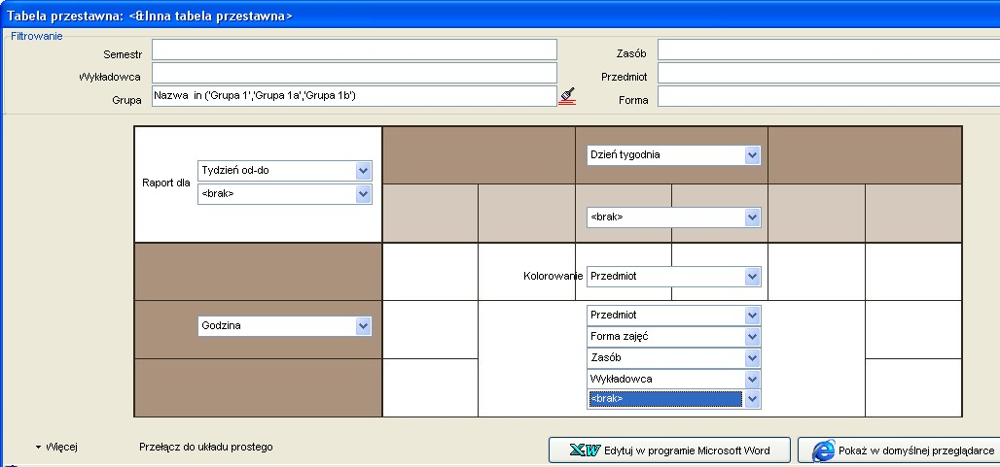 Tabela przestawna: <&Inna tabela przestawna>
Filtrowanie
Semestr
Zasób
Wykładowca
Przedmiot
Grupa Nazwa in ('Grupa 1','Grupa 1a','Grupa 1b')
Forma
Dzień tygodnia
Raport dla Tydzień od-do
<brak>
<brak>
Kolorowanie Przedmiot
Godzina
Przedmiot
Forma zajęć
Zasób
Wykładowca
<brak>
Więcej
Przełącz do układu prostego
Edytuj w programie Microsoft Word
Pokaż w domyślnej przeglądarce